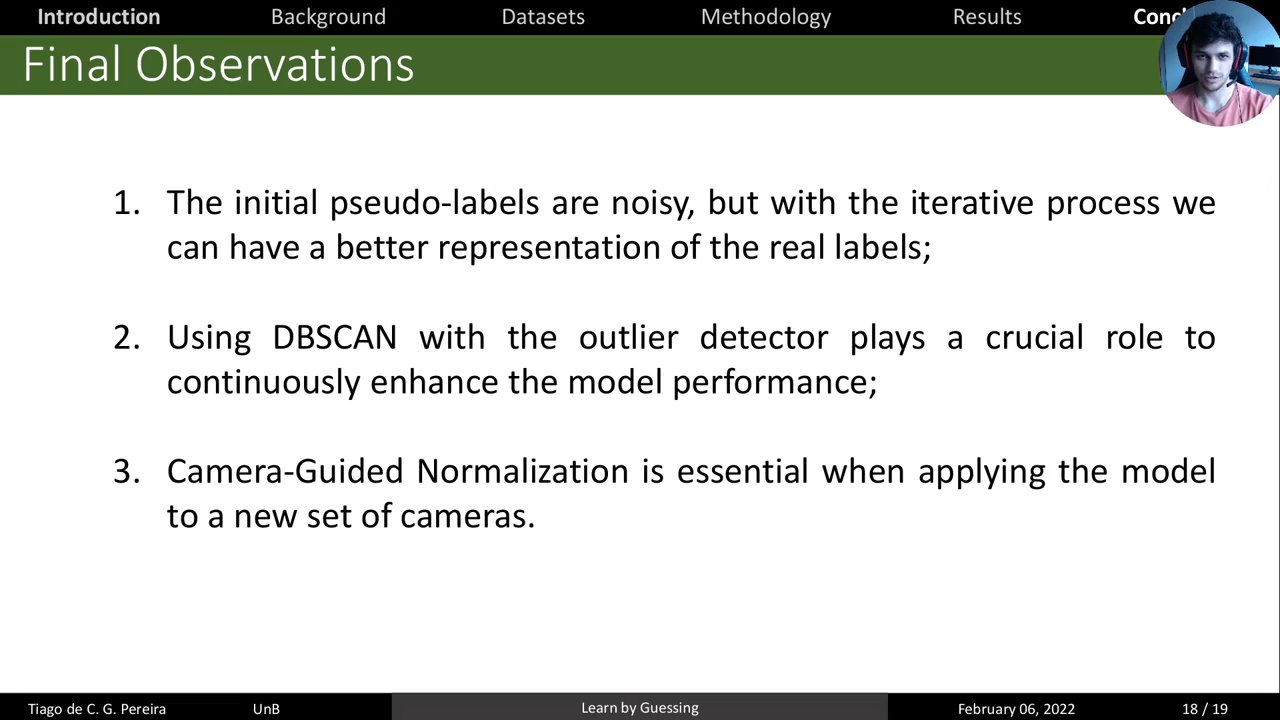 Introduction Background Datasets Methodology Results
Final Observations
1. The initial pseudo-labels are noisy, but with the iterative process we
can have a better representation of the real labels;
2. Using DBSCAN with the outlier detector plays a crucial role to
continuously enhance the model performance;
3. Camera-Guided Normalization is essential when applying the model
to a new set of cameras.
Tiago de C. G. Pereira UnB Learn by Guessing February 06, 2022 18 / 19